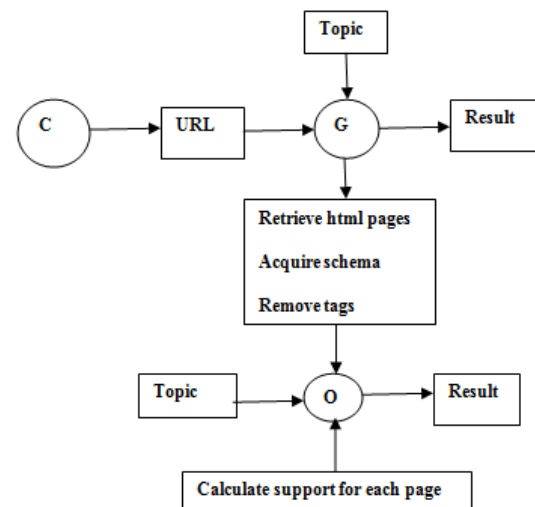 Topic
C
URL
G
Result
Retrieve html pages
Acquire schema
Remove tags
Topic
O
Result
Calculate support for each page